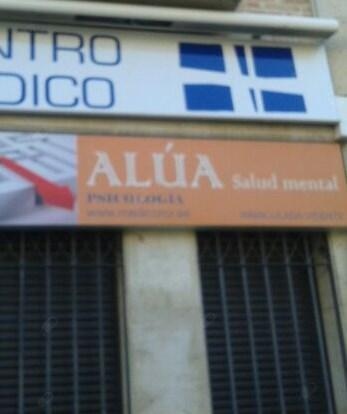 NTRO
DICO
ALÚA Salud mental
PSICOLOGÍA